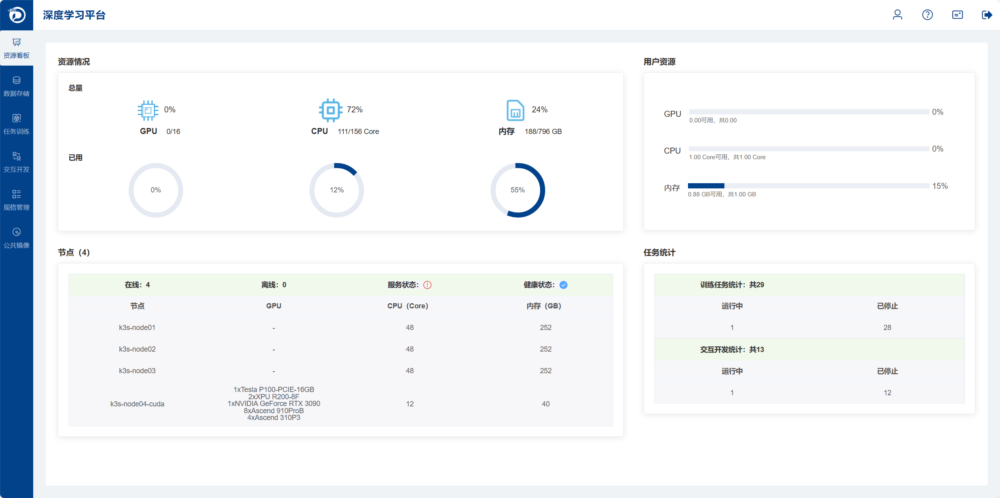 深度学习平台
资源看板
数据存储
任务训练
交互开发
规格管理
公共镜像
资源情况
总量
0%
GPU 0/16
72%
CPU 111/156 Core
24%
内存 188/796 GB
已用
0%
12%
55%
用户资源
GPU 0%
0.00可用，共0.00
CPU 0%
1.00 Core可用，共1.00 Core
内存 15%
0.88 GB可用，共1.00 GB
节点（4）
在线：4 离线：0 服务状态： 健康状态：
节点 GPU CPU（Core） 内存（GB）
k3s-node01 - 48 252
k3s-node02 - 48 252
k3s-node03 - 48 252
k3s-node04-cuda
1xTesla P100-PCIE-16GB
2xXPU R200-8F
1xNVIDIA GeForce RTX 3090
8xAscend 910ProB
4xAscend 310P3
12 40
任务统计
训练任务统计：共29
运行中 已停止
1 28
交互开发统计：共13
运行中 已停止
1 12